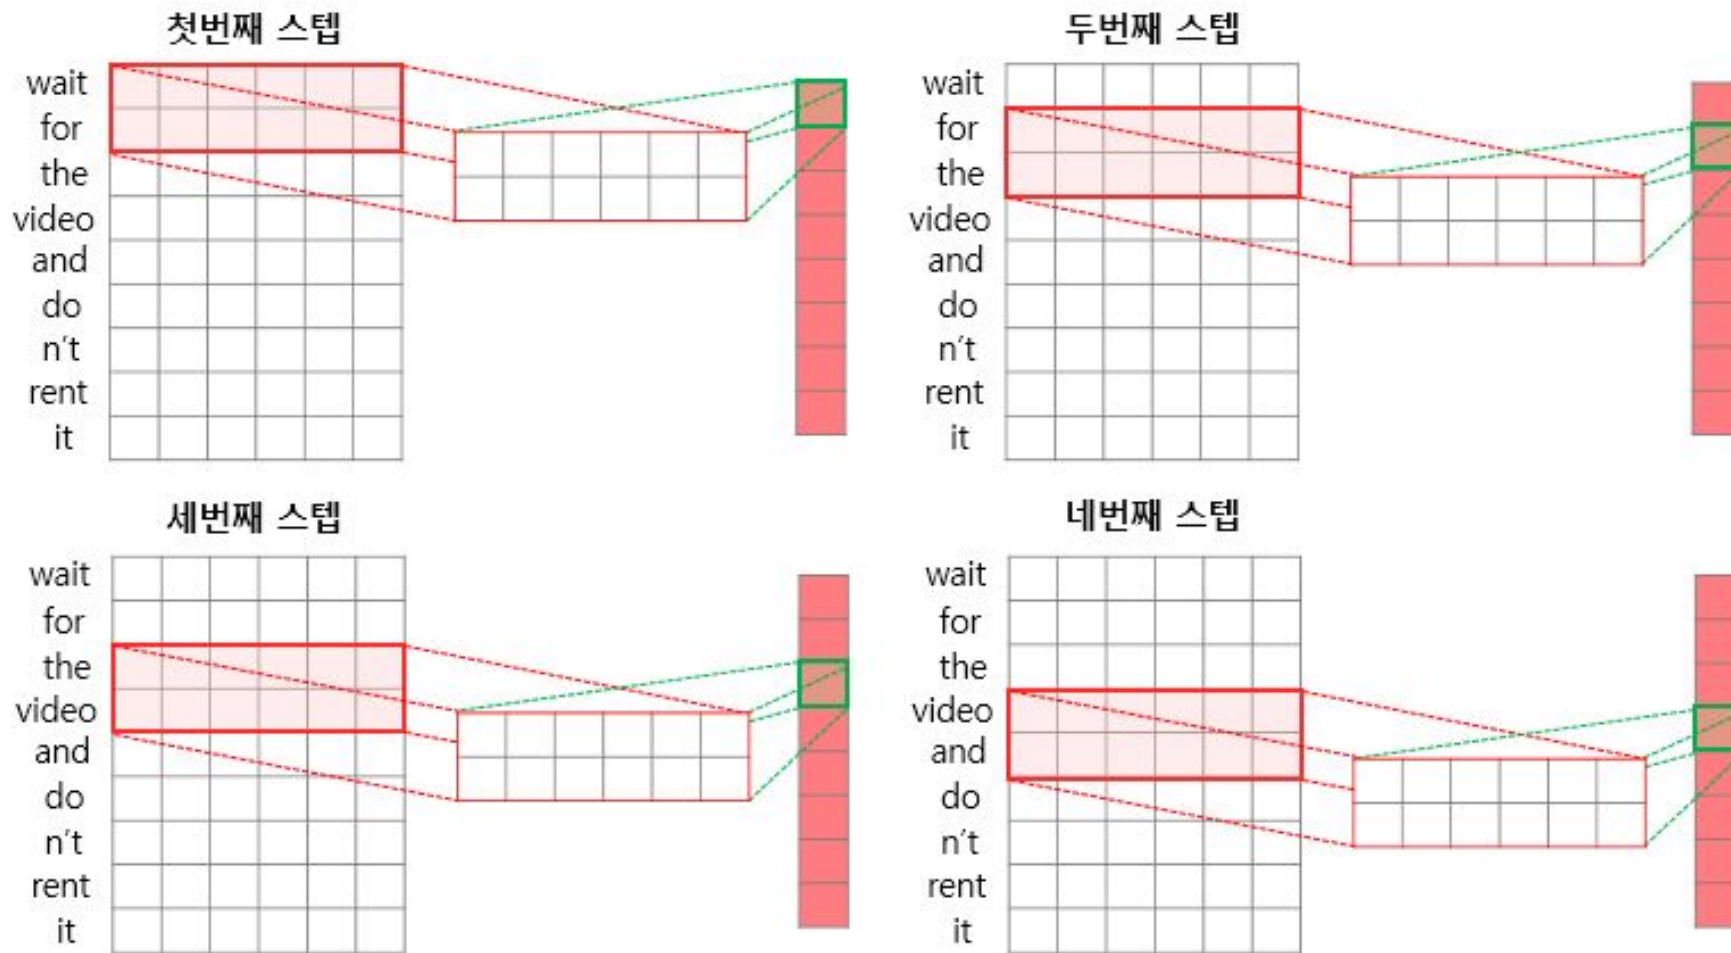 첫번째 스텝
wait
for
the
video
and
do
n't
rent
it
두번째 스텝
wait
for
the
video
and
do
n't
rent
it
세번째 스텝
wait
for
the
video
and
do
n't
rent
it
네번째 스텝
wait
for
the
video
and
do
n't
rent
it